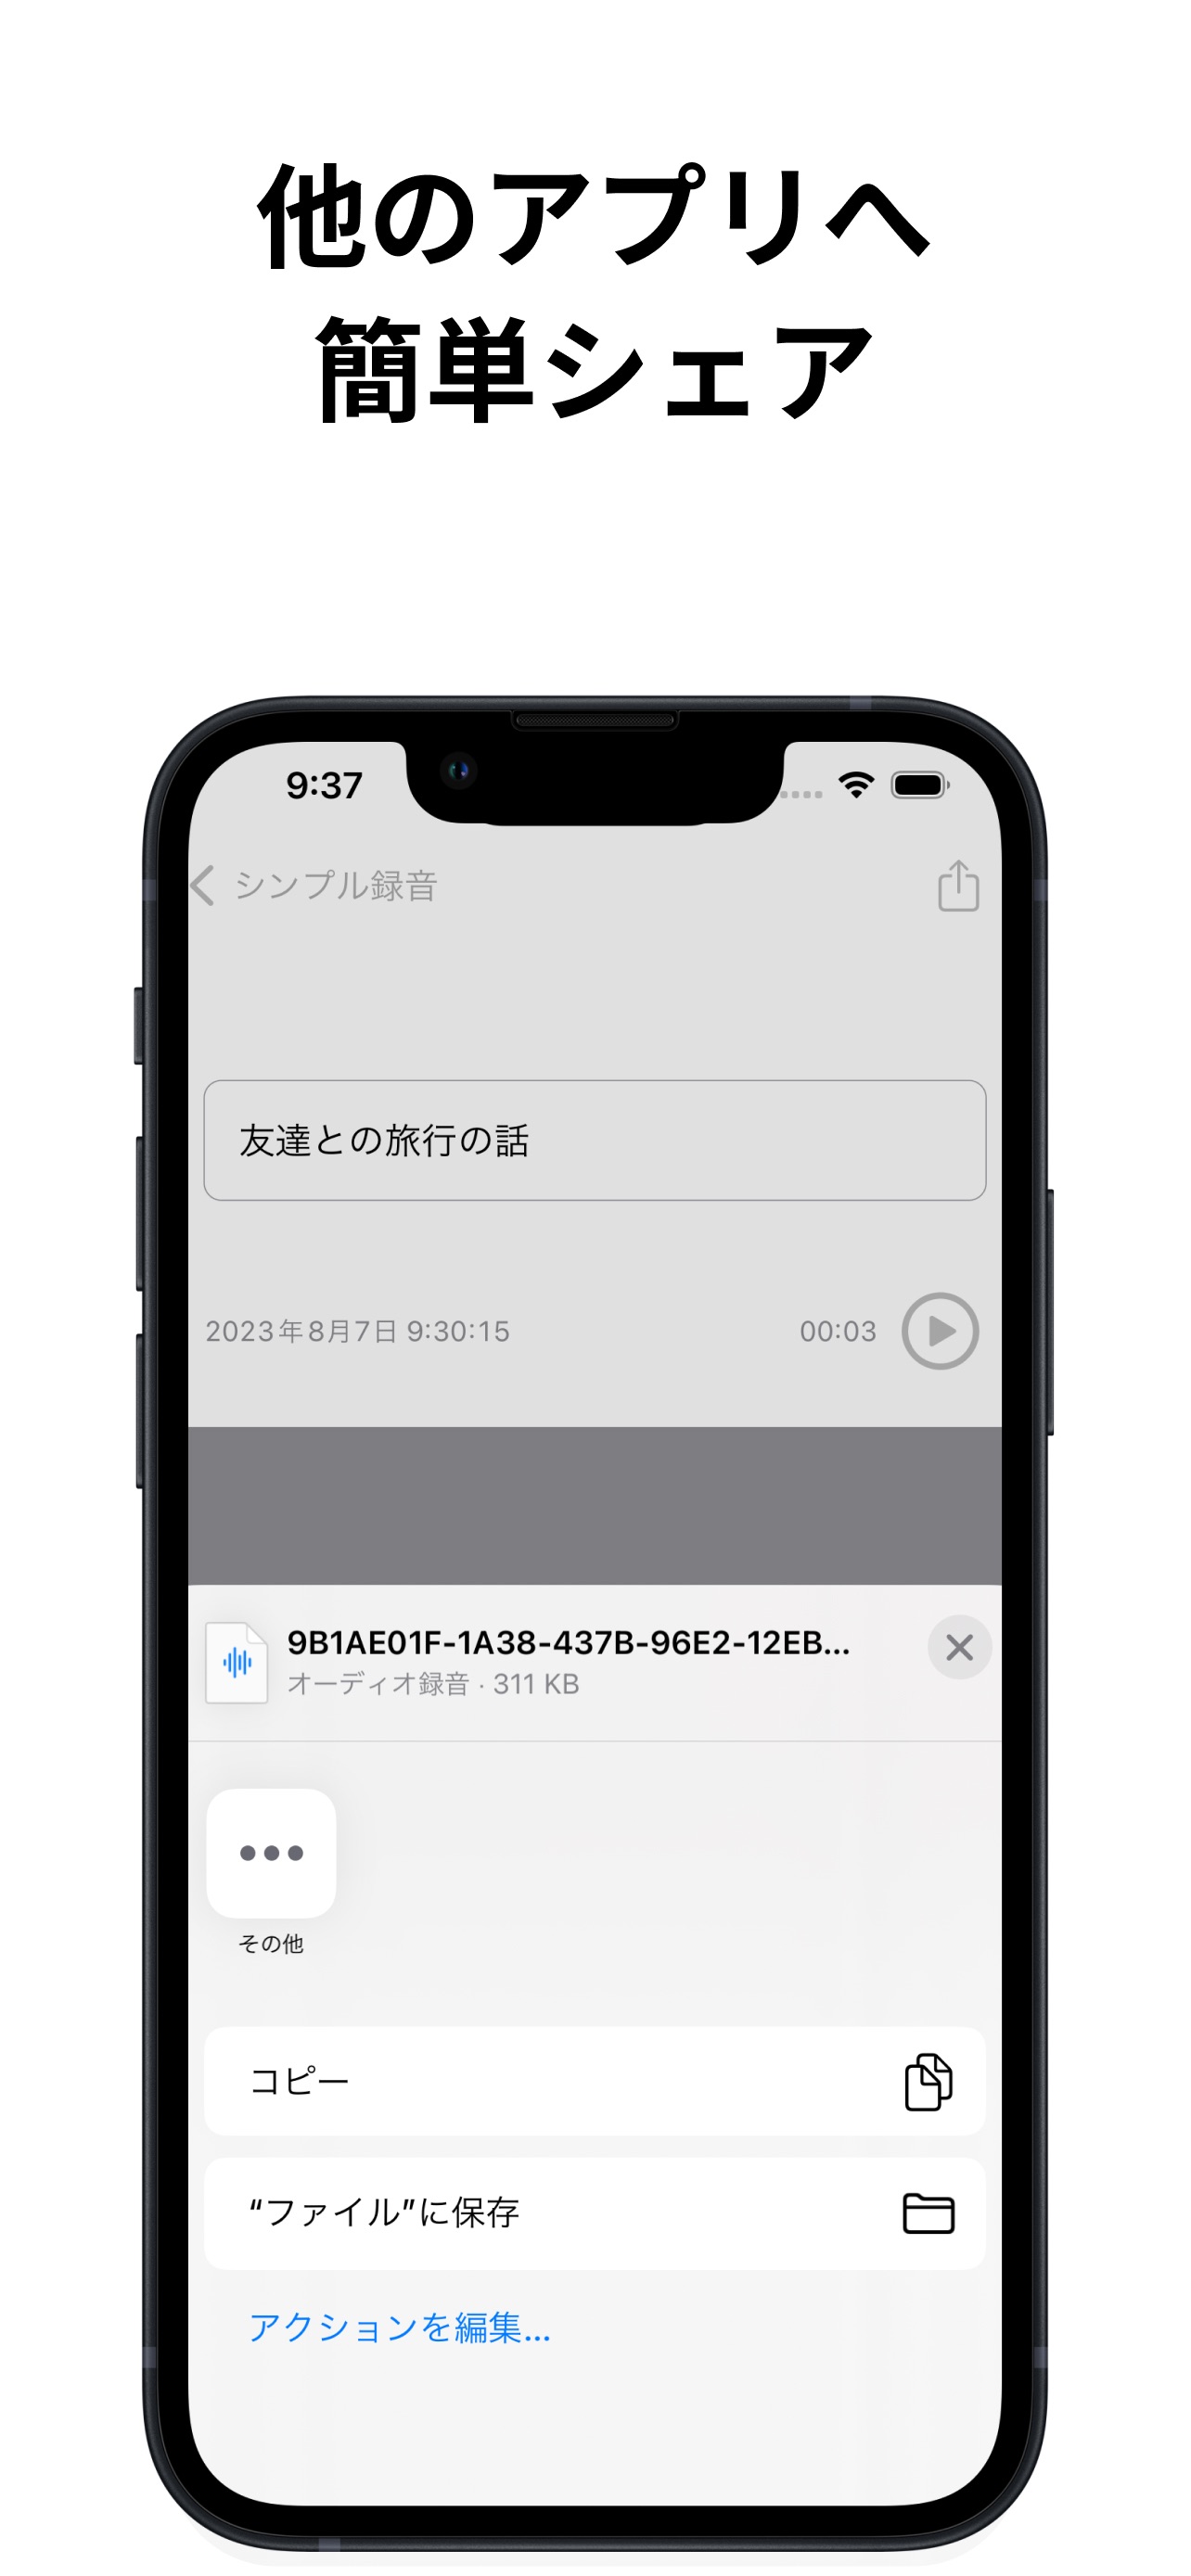 他のアプリへ
簡単シェア
9:37
シンプル録音
友達との旅行の話
2023年8月7日 9:30:15
00:03
9B1AE01F-1A38-437B-96E2-12EB...
オーディオ録音 · 311 KB
その他
コピー
“ファイル”に保存
アクションを編集...